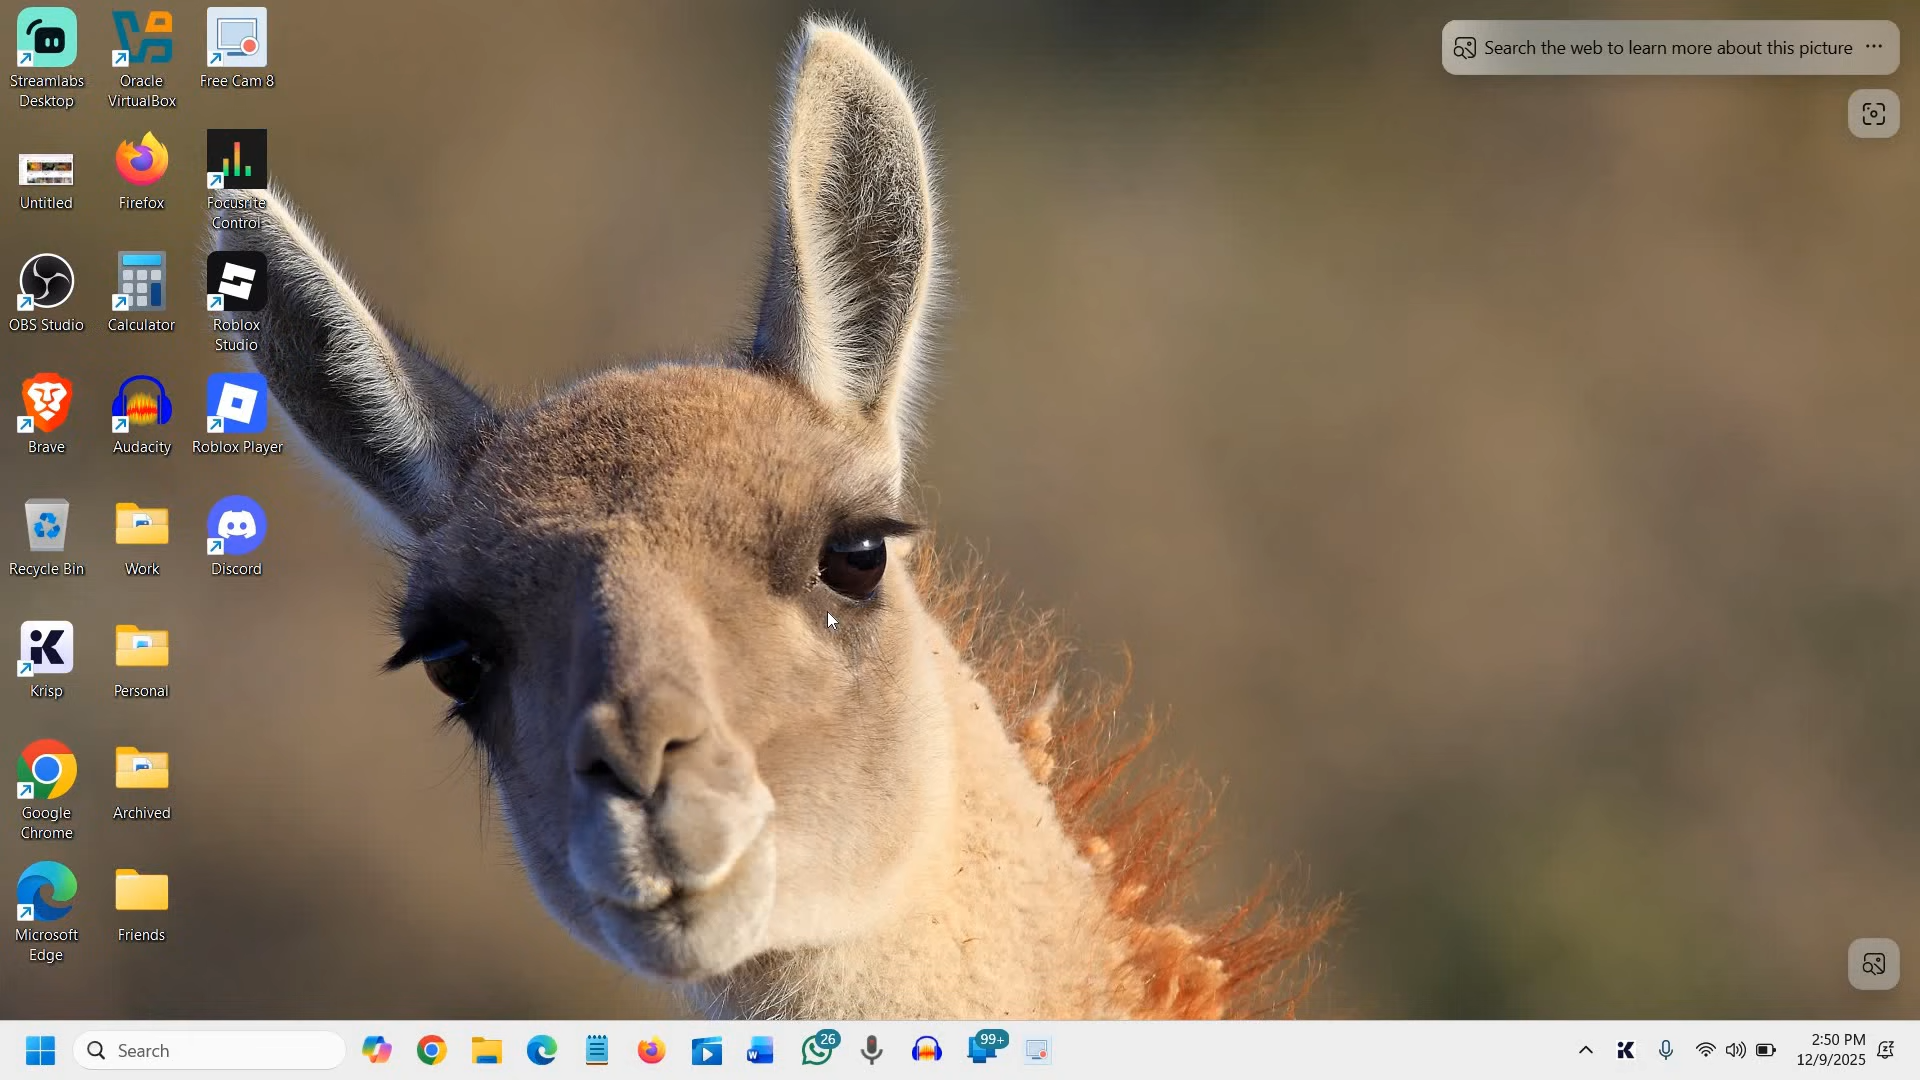 Streamlabs
Desktop
Oracle
VirtualBox
Free Cam 8
Search the web to learn more about this picture
Untitled
Firefox
Focusrite
Control
OBS Studio
Calculator
Roblox
Studio
Brave
Audacity
Roblox Player
Recycle Bin
Work
Discord
Krisp
Personal
Google
Chrome
Archived
Microsoft
Edge
Friends
Search
26
99+
2:50 PM
12/9/2025